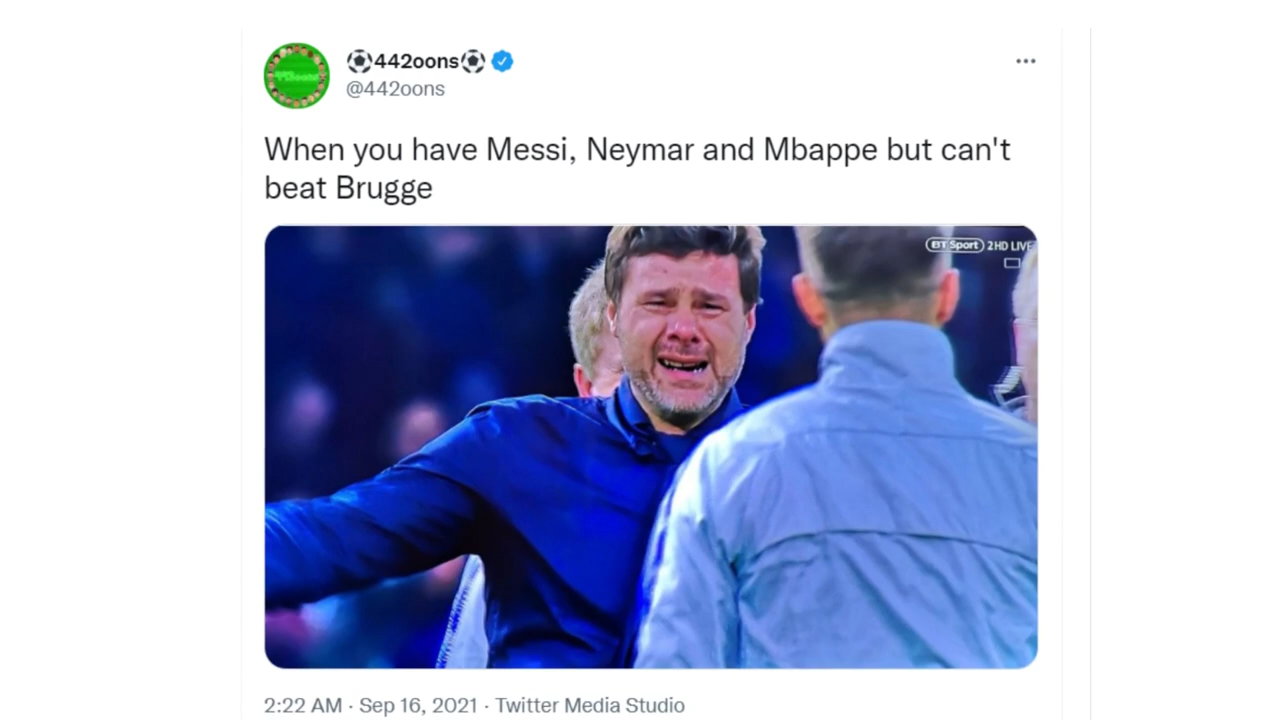 ⚽442oons⚽
@442oons
When you have Messi, Neymar and Mbappe but can't
beat Brugge
BT Sport 2HD LIVE
2:22 AM · Sep 16, 2021 · Twitter Media Studio